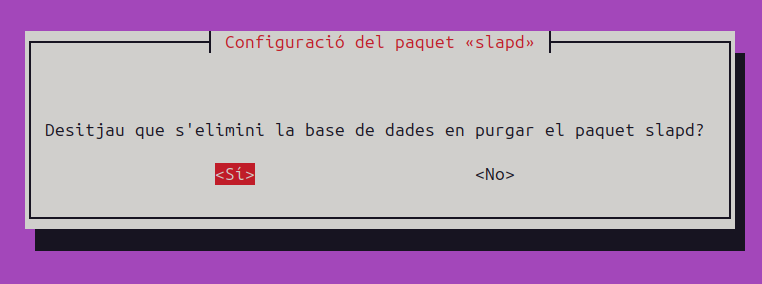 Configuració del paquet «slapd»
Desitjau que s'elimini la base de dades en purgar el paquet slapd?
<Sí> <No>